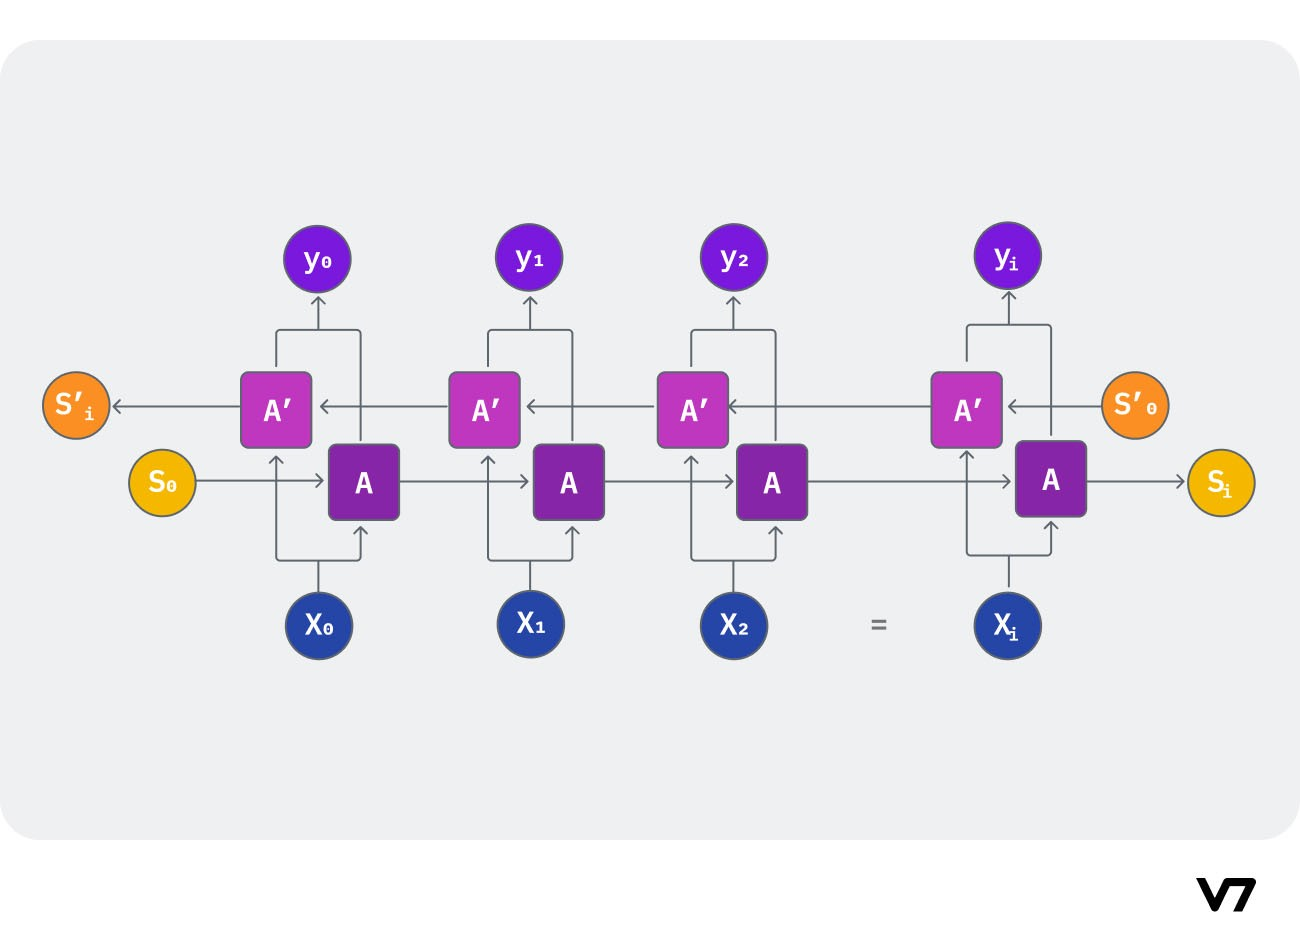 y₀ y₁ y₂ yᵢ
S′ᵢ A′ A′ A′ A′ S′₀
S₀ A A A A Sᵢ
X₀ X₁ X₂ = Xᵢ
V7